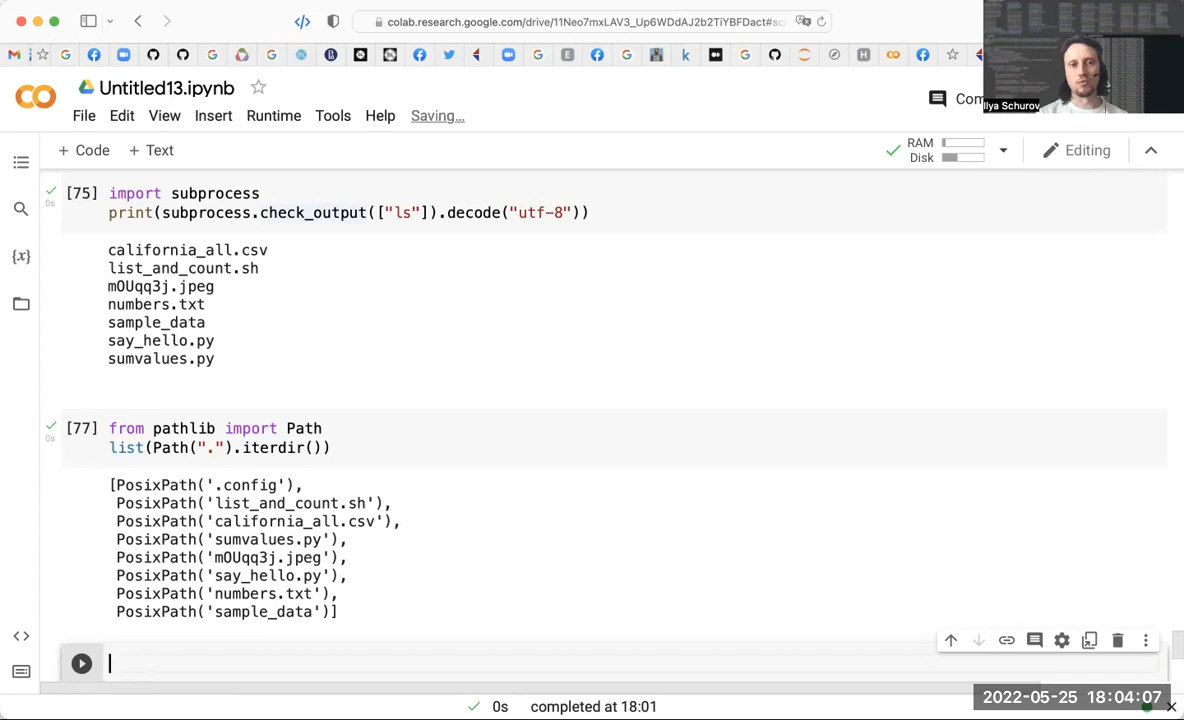 colab.research.google.com/drive/11Neo7mxLAV3_Up6WDdAJ2b2TiYBFDact#sc
Untitled13.ipynb
File Edit View Insert Runtime Tools Help Saving...
Com
Ilya Schurov
+ Code + Text
RAM
Disk
Editing
[75] import subprocess
print(subprocess.check_output(["ls"]).decode("utf-8"))
0s
california_all.csv
list_and_count.sh
mOUqq3j.jpeg
numbers.txt
sample_data
say_hello.py
sumvalues.py
[77] from pathlib import Path
list(Path(".").iterdir())
0s
[PosixPath('.config'),
PosixPath('list_and_count.sh'),
PosixPath('california_all.csv'),
PosixPath('sumvalues.py'),
PosixPath('mOUqq3j.jpeg'),
PosixPath('say_hello.py'),
PosixPath('numbers.txt'),
PosixPath('sample_data')]
0s completed at 18:01
2022-05-25 18:04:07